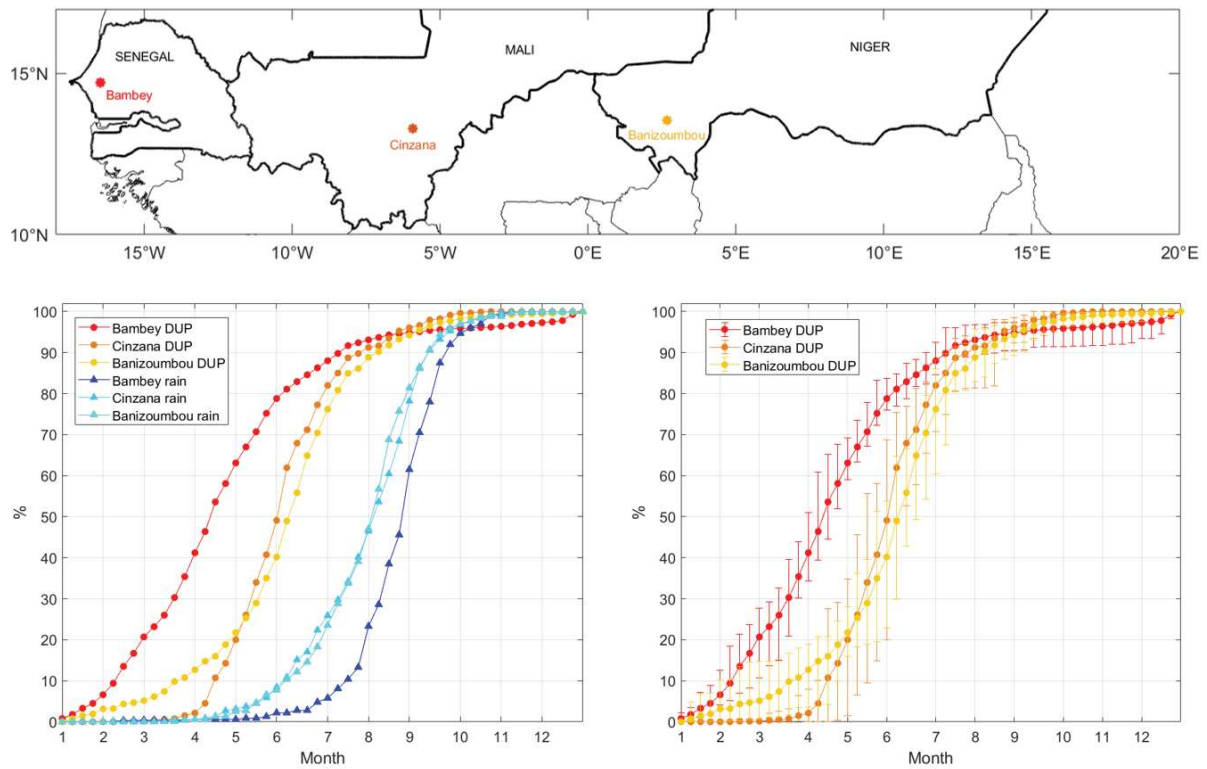 SENEGAL
MALI
NIGER
15°N
Bambey
Cinzana
Banizoumbou
10°N
15°W 10°W 5°W 0°E 5°E 10°E 15°E 20°E
100
90
80
70
60
50
40
30
20
10
0
%
Bambey DUP
Cinzana DUP
Banizoumbou DUP
Bambey rain
Cinzana rain
Banizoumbou rain
1 2 3 4 5 6 7 8 9 10 11 12
Month
100
90
80
70
60
50
40
30
20
10
0
%
Bambey DUP
Cinzana DUP
Banizoumbou DUP
1 2 3 4 5 6 7 8 9 10 11 12
Month